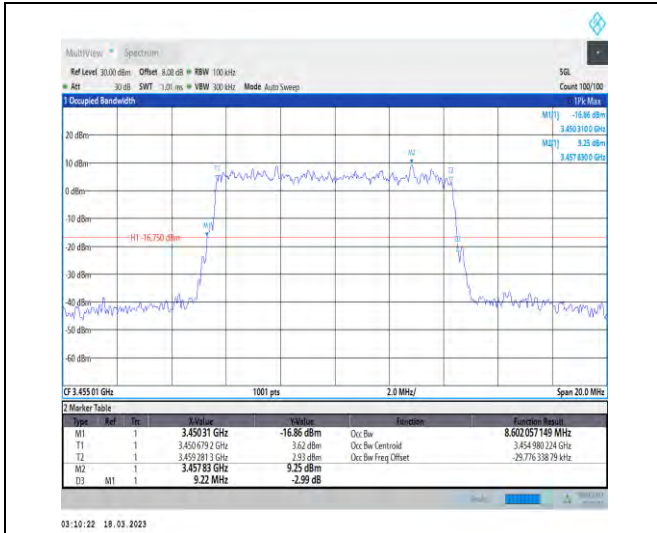 MultiView Spectrum
Ref Level 30.00 dBm Offset 8.08 dB RBW 100 kHz SGL
Att 30 dB SWT 1.01 ms VBW 300 kHz Mode Auto Sweep Count 100/100
1 Occupied Bandwidth 1Pk Max
M1[1] -16.86 dBm
3.450310 0 GHz
M2[1] 9.25 dBm
3.457 830 0 GHz
20 dBm
M2
10 dBm
T1 T2
0 dBm
-10 dBm
M1
H1 -16.750 dBm
D3
-20 dBm
-30 dBm
-40 dBm
-50 dBm
-60 dBm
CF 3.455 01 GHz 1001 pts 2.0 MHz/ Span 20.0 MHz
2 Marker Table
Type Ref Trc X-Value Y-Value Function Function Result
M1 1 3.45031 GHz -16.86 dBm Occ Bw 8.602 057 149 MHz
T1 1 3.450 679 2 GHz 3.62 dBm Occ Bw Centroid 3.454 980 224 GHz
T2 1 3.459 281 3 GHz 2.93 dBm Occ Bw Freq Offset -29.776 338 79 kHz
M2 1 3.457 83 GHz 9.25 dBm
D3 M1 1 9.22 MHz -2.99 dB
03:10:22 18.03.2023